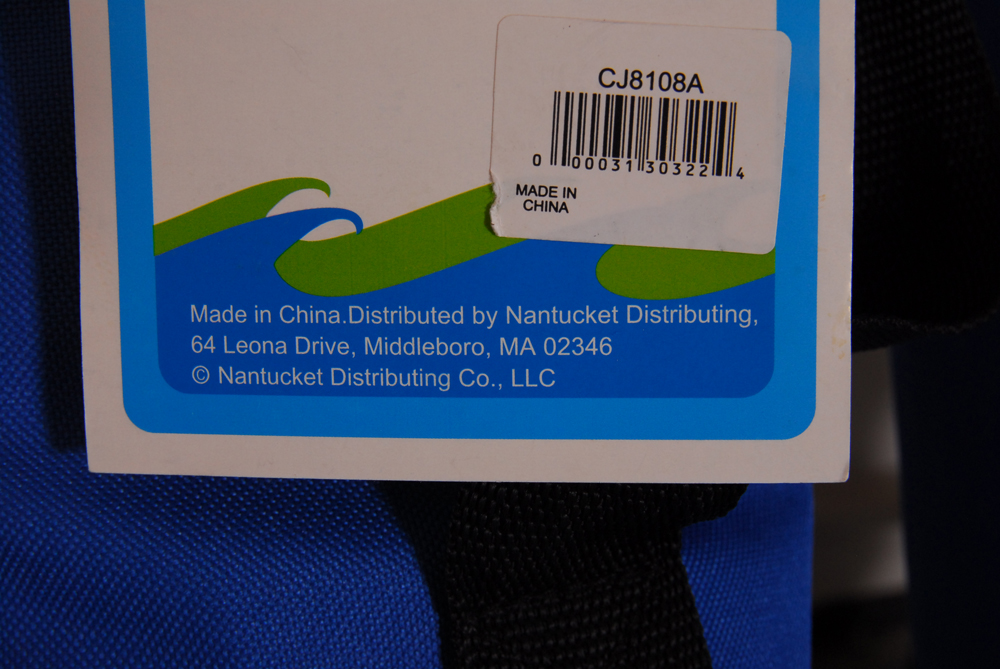 CJ8108A
0 00031 30322 4
MADE IN
CHINA
Made in China.Distributed by Nantucket Distributing,
64 Leona Drive, Middleboro, MA 02346
© Nantucket Distributing Co., LLC